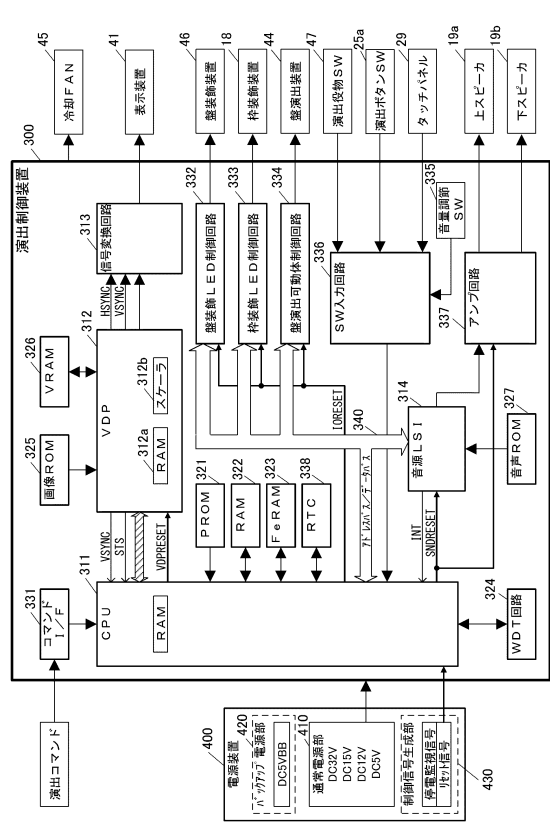 演出制御装置
300
演出コマンド
331
コマンド
I/F
311
CPU
RAM
325
画像ROM
326
VRAM
VSYNC
STS
VDPRESET
312
VDP
312a
RAM
312b
スケーラ
HSYNC
VSYNC
313
信号変換回路
45
冷却FAN
41
表示装置
321
PROM
322
RAM
323
FeRAM
338
RTC
332
盤装飾LED制御回路
333
枠装飾LED制御回路
334
盤演出可動体制御回路
46
盤装飾装置
18
枠装飾装置
44
盤演出装置
IORESET
340
アドレスバス/データバス
336
SW入力回路
47
演出役物SW
25a
演出ボタンSW
29
タッチパネル
335
音量調節
SW
INT
SNDRESET
314
音源LSI
327
音声ROM
337
アンプ回路
19a
上スピーカ
19b
下スピーカ
324
WDT回路
400
電源装置
420
バックアップ電源部
DC5VBB
410
通常電源部
DC32V
DC15V
DC12V
DC5V
制御信号生成部
停電監視信号
リセット信号
430